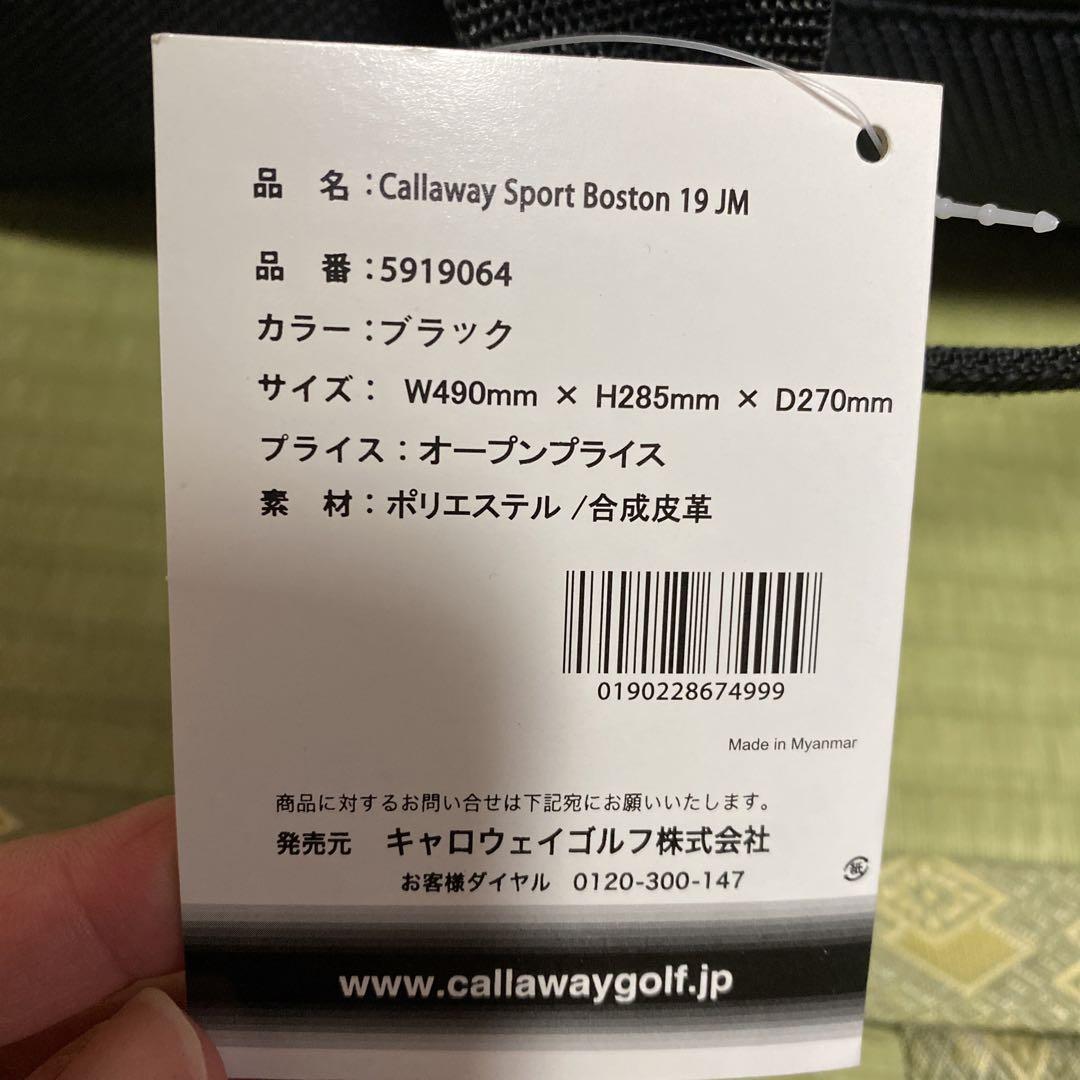 品 名：Callaway Sport Boston 19 JM
品 番：5919064
カラー：ブラック
サイズ： W490mm × H285mm × D270mm
プライス：オープンプライス
素 材：ポリエステル /合成皮革
0190228674999
Made in Myanmar
商品に対するお問い合せは下記宛にお願いいたします。
発売元 キャロウェイゴルフ株式会社
お客様ダイヤル 0120-300-147
紙
www.callawaygolf.jp